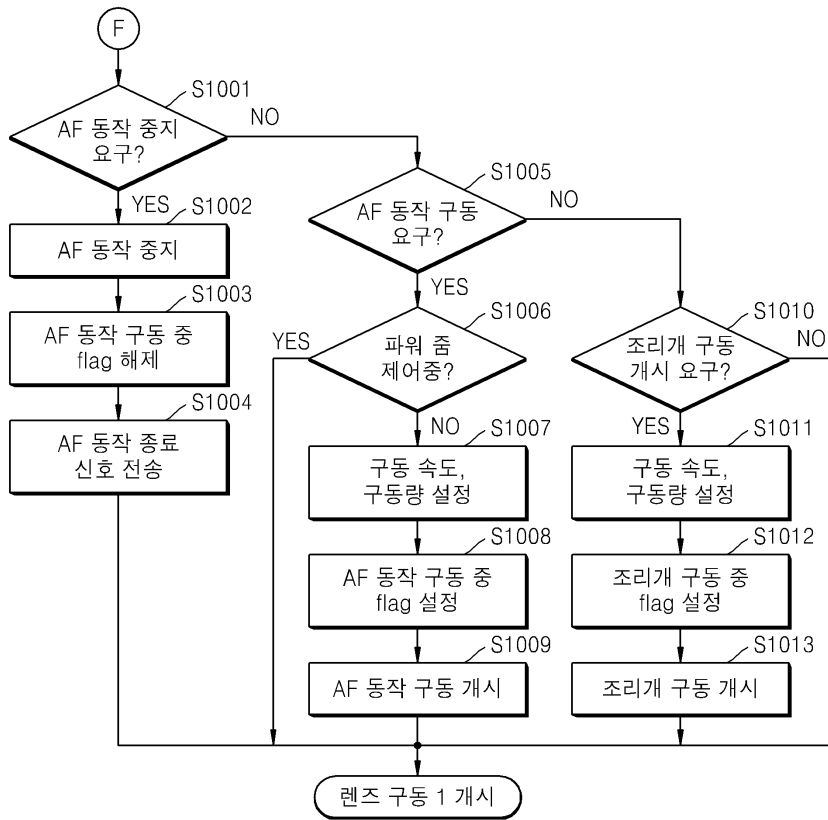 F
S1001
AF 동작 중지
요구?
NO
YES
S1002
AF 동작 중지
S1003
AF 동작 구동 중
flag 해제
S1004
AF 동작 종료
신호 전송
S1005
AF 동작 구동
요구?
NO
YES
S1006
파워 줌
제어중?
YES
NO
S1007
구동 속도,
구동량 설정
S1008
AF 동작 구동 중
flag 설정
S1009
AF 동작 구동 개시
S1010
조리개 구동
개시 요구?
NO
YES
S1011
구동 속도,
구동량 설정
S1012
조리개 구동 중
flag 설정
S1013
조리개 구동 개시
렌즈 구동 1 개시